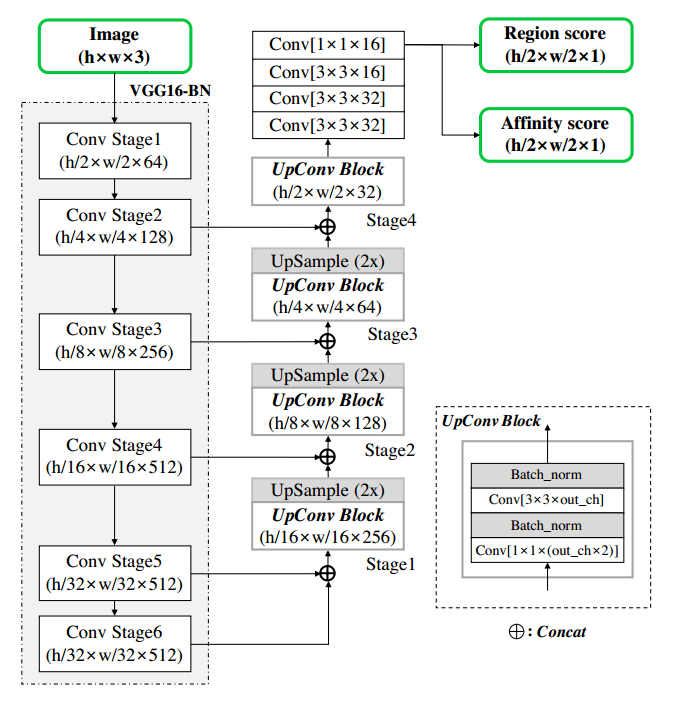 Image
(h×w×3)
VGG16-BN
Conv Stage1
(h/2×w/2×64)
Conv Stage2
(h/4×w/4×128)
Conv Stage3
(h/8×w/8×256)
Conv Stage4
(h/16×w/16×512)
Conv Stage5
(h/32×w/32×512)
Conv Stage6
(h/32×w/32×512)
Conv[1×1×16]
Conv[3×3×16]
Conv[3×3×32]
Conv[3×3×32]
UpConv Block
(h/2×w/2×32)
Stage4
UpSample (2x)
UpConv Block
(h/4×w/4×64)
Stage3
UpSample (2x)
UpConv Block
(h/8×w/8×128)
Stage2
UpSample (2x)
UpConv Block
(h/16×w/16×256)
Stage1
Region score
(h/2×w/2×1)
Affinity score
(h/2×w/2×1)
UpConv Block
Batch_norm
Conv[3×3×out_ch]
Batch_norm
Conv[1×1×(out_ch×2)]
⊕ : Concat